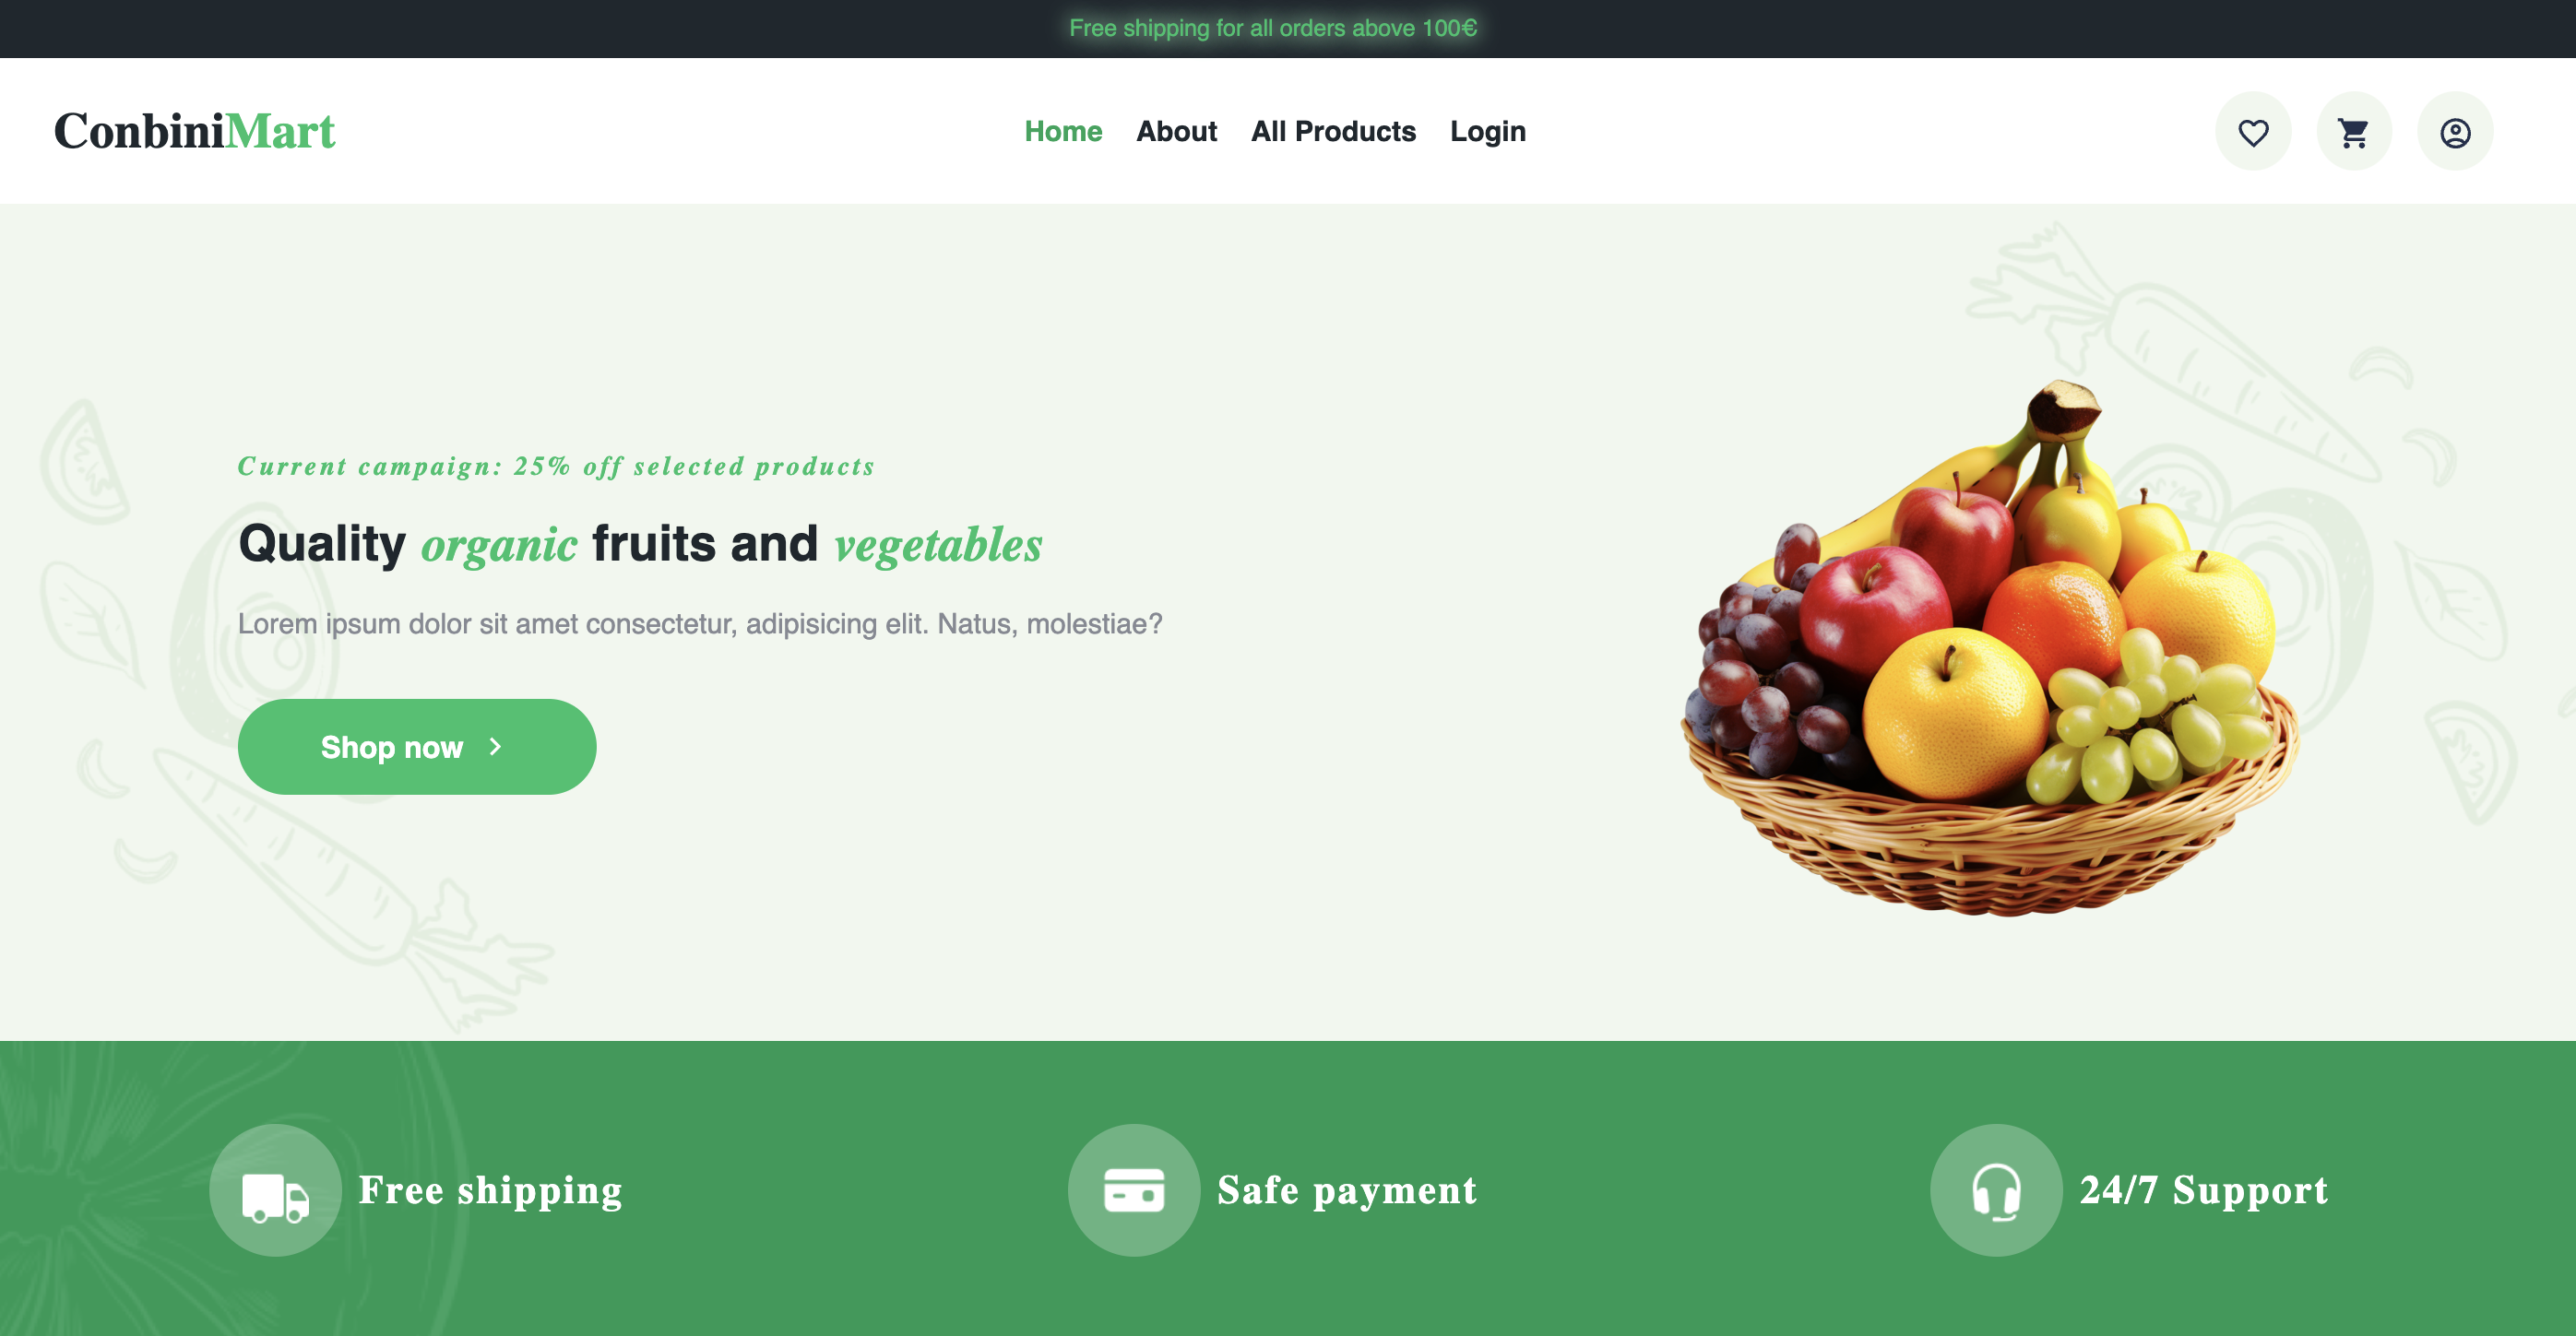 Free shipping for all orders above 100€
ConbiniMart
Home About All Products Login
Current campaign: 25% off selected products
Quality organic fruits and vegetables
Lorem ipsum dolor sit amet consectetur, adipisicing elit. Natus, molestiae?
Shop now
Free shipping
Safe payment
24/7 Support